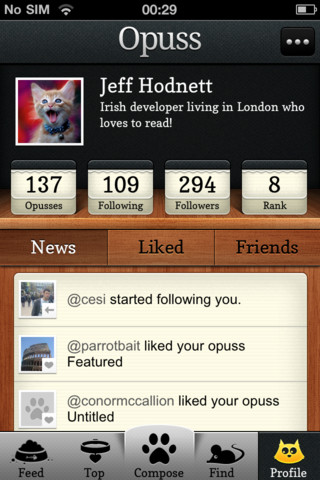 No SIM 00:29
Opuss
Jeff Hodnett
Irish developer living in London who
loves to read!
137 109 294 8
Opusses Following Followers Rank
News Liked Friends
@cesi started following you.
@parrotbait liked your opuss
Featured
@conormccallion liked your opuss
Untitled
Feed Top Compose Find Profile